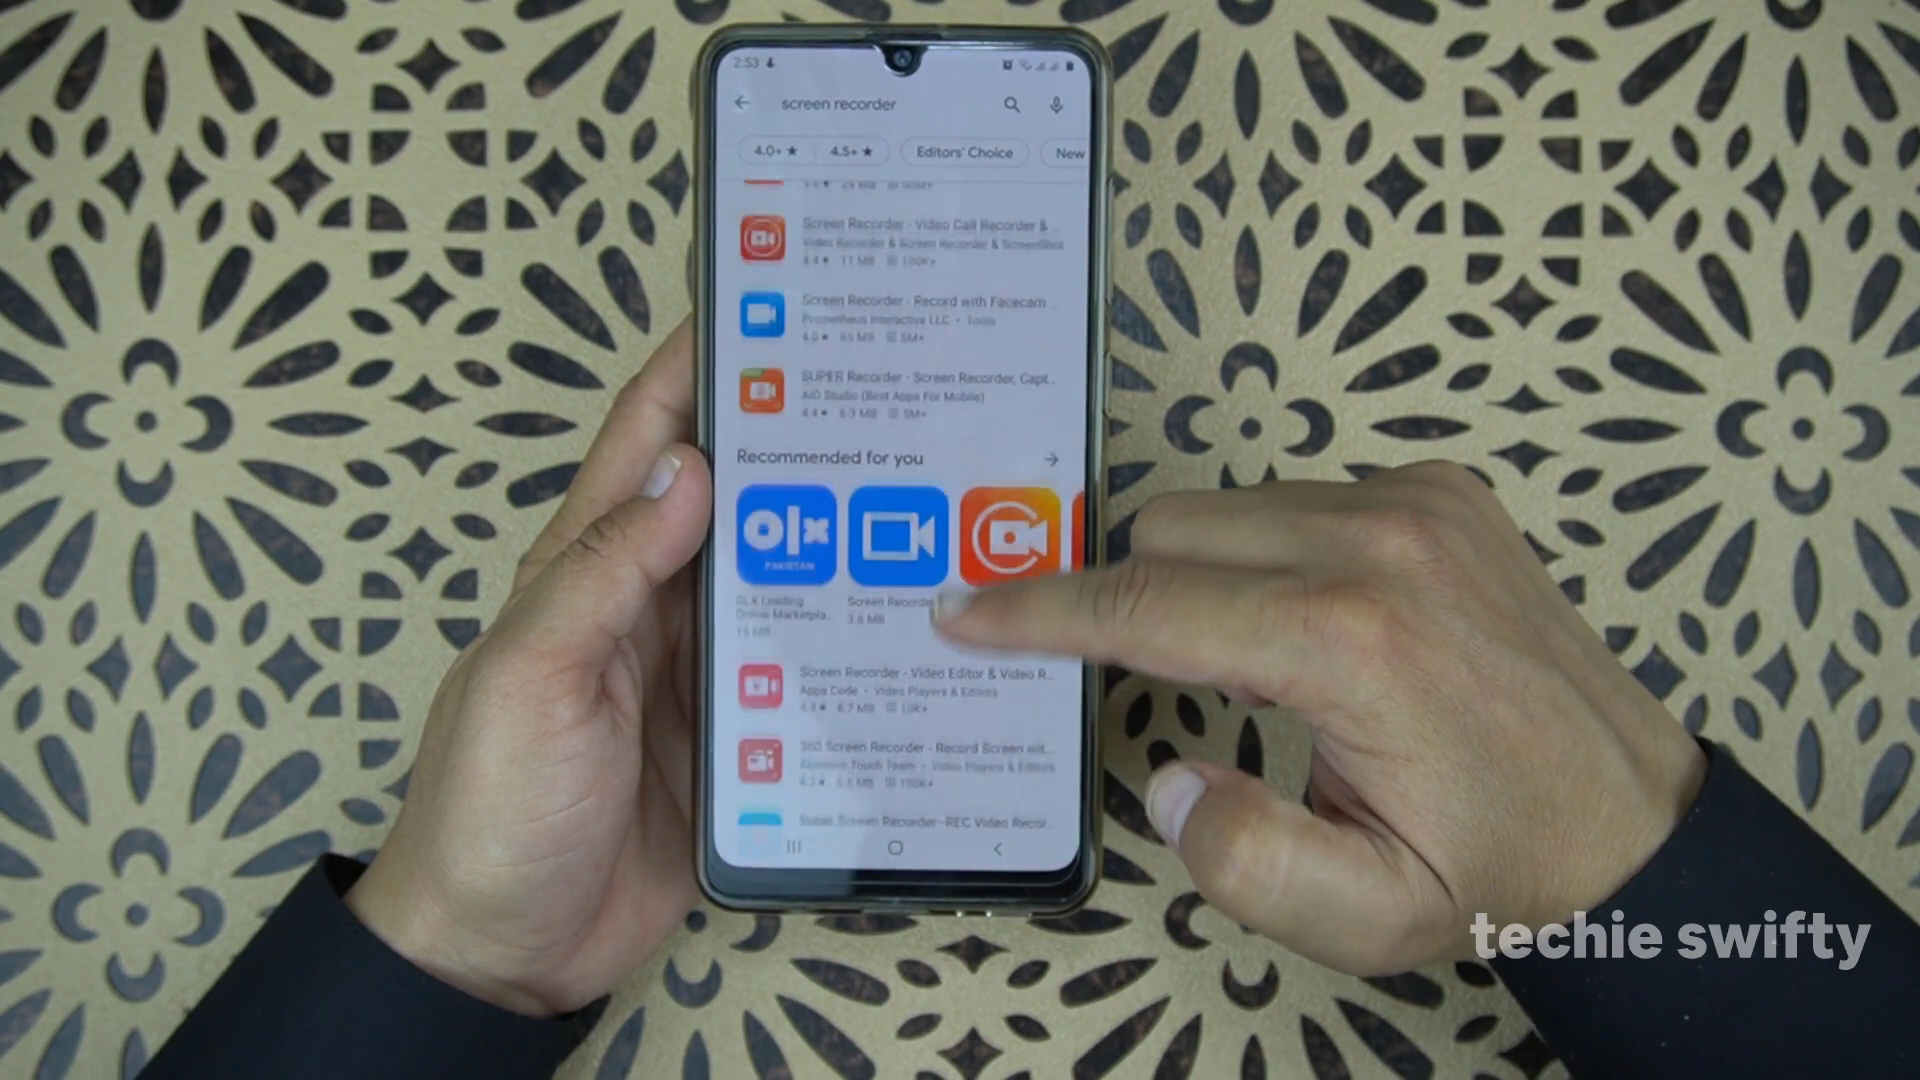 2:53
screen recorder
4.0+ ★
4.5+ ★
Editors' Choice
New
Screen Recorder - Video Call Recorder & ...
Video Recorder & Screen Recorder & ScreenShot
4.4 ★ 11 MB 100K+
Screen Recorder - Record with Facecam ...
Prometheus Interactive LLC • Tools
4.0 ★ 65 MB 5M+
SUPER Recorder - Screen Recorder, Capt...
AIO Studio (Best Apps For Mobile)
4.4 ★ 6.3 MB 5M+
Recommended for you
olx
PAKISTAN
OLX Leading
Online Marketpla...
15 MB
Screen Recorder
3.6 MB
Screen Recorder - Video Editor & Video R...
Apps Code • Video Players & Editors
4.4 ★ 8.7 MB 10K+
360 Screen Recorder - Record Screen wit...
Touch Team • Video Players & Editors
4.3 ★ 6.6 MB 100K+
Super Screen Recorder-REC Video Recor...
techie swifty